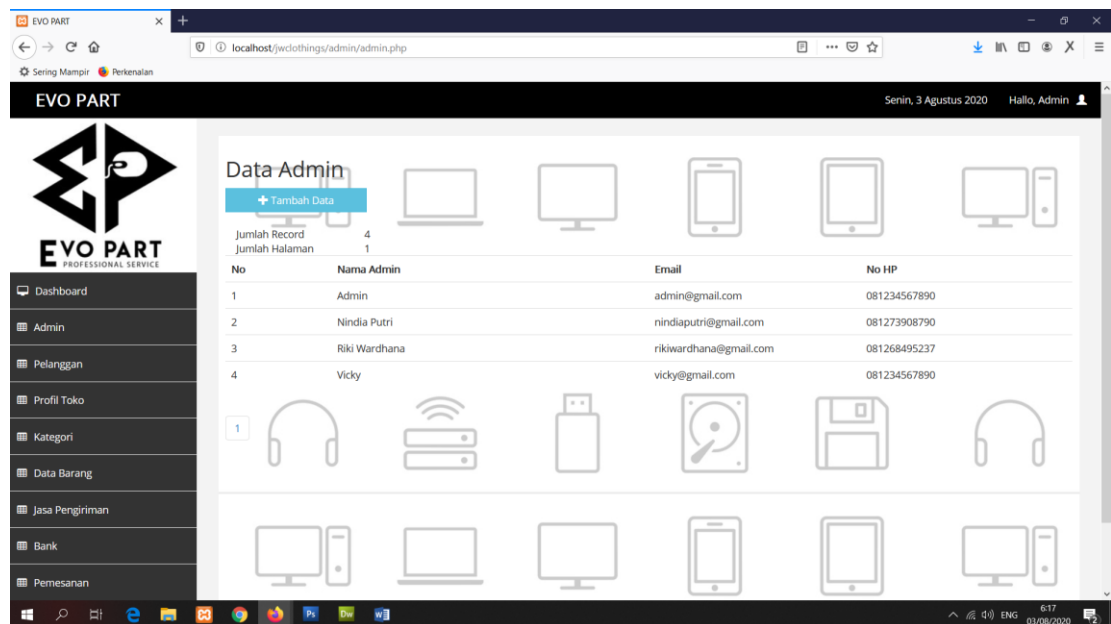 EVO PART
localhost/jwclothings/admin/admin.php
Sering Mampir Perkenalan
EVO PART Senin, 3 Agustus 2020 Hallo, Admin
EP
EVO PART
PROFESSIONAL SERVICE
Dashboard
Admin
Pelanggan
Profil Toko
Kategori
Data Barang
Jasa Pengiriman
Bank
Pemesanan
Data Admin
Tambah Data
Jumlah Record 4
Jumlah Halaman 1
No Nama Admin Email No HP
1 Admin admin@gmail.com 081234567890
2 Nindia Putri nindiaputri@gmail.com 081273908790
3 Riki Wardhana rikiwardhana@gmail.com 081268495237
4 Vicky vicky@gmail.com 081234567890
1
Ps Dw W ENG 6:17
03/08/2020 2